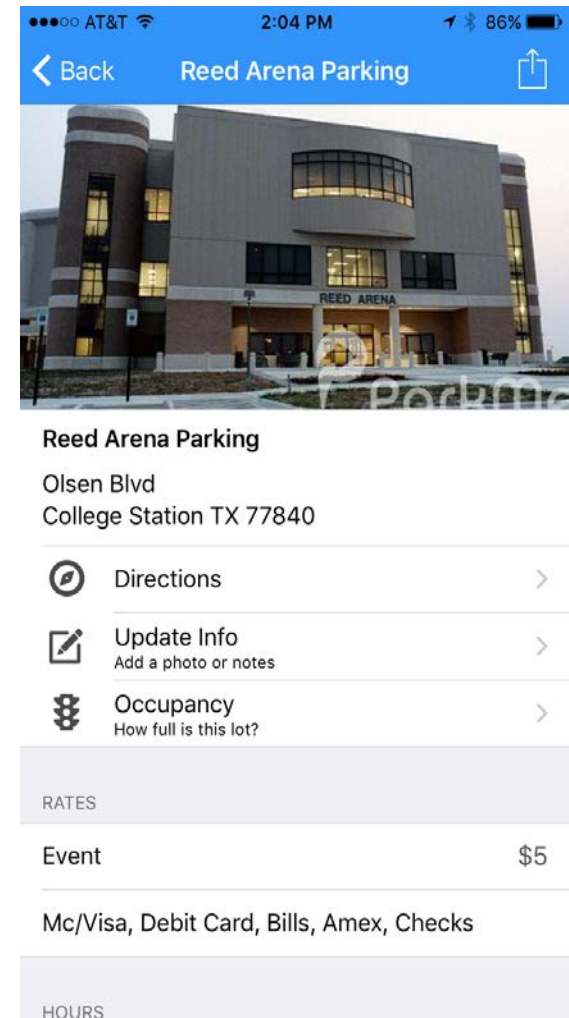 AT&T 2:04 PM 86%
Back Reed Arena Parking
REED ARENA
ParkMe
Reed Arena Parking
Olsen Blvd
College Station TX 77840
Directions
Update Info
Add a photo or notes
Occupancy
How full is this lot?
RATES
Event $5
Mc/Visa, Debit Card, Bills, Amex, Checks
HOURS